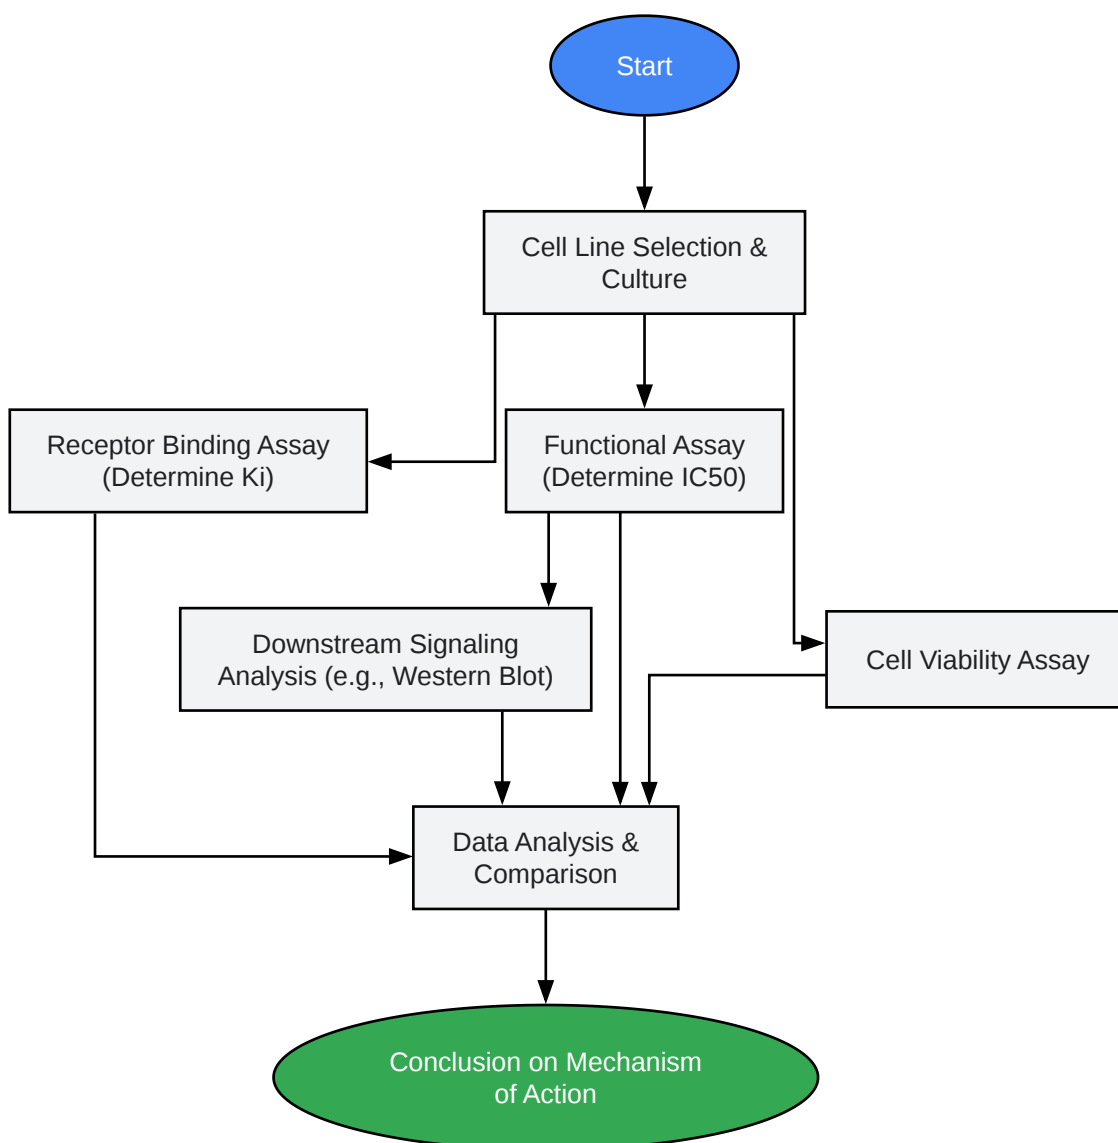 Start
Cell Line Selection &
Culture
Receptor Binding Assay
(Determine Ki)
Functional Assay
(Determine IC50)
Downstream Signaling
Analysis (e.g., Western Blot)
Cell Viability Assay
Data Analysis &
Comparison
Conclusion on Mechanism
of Action